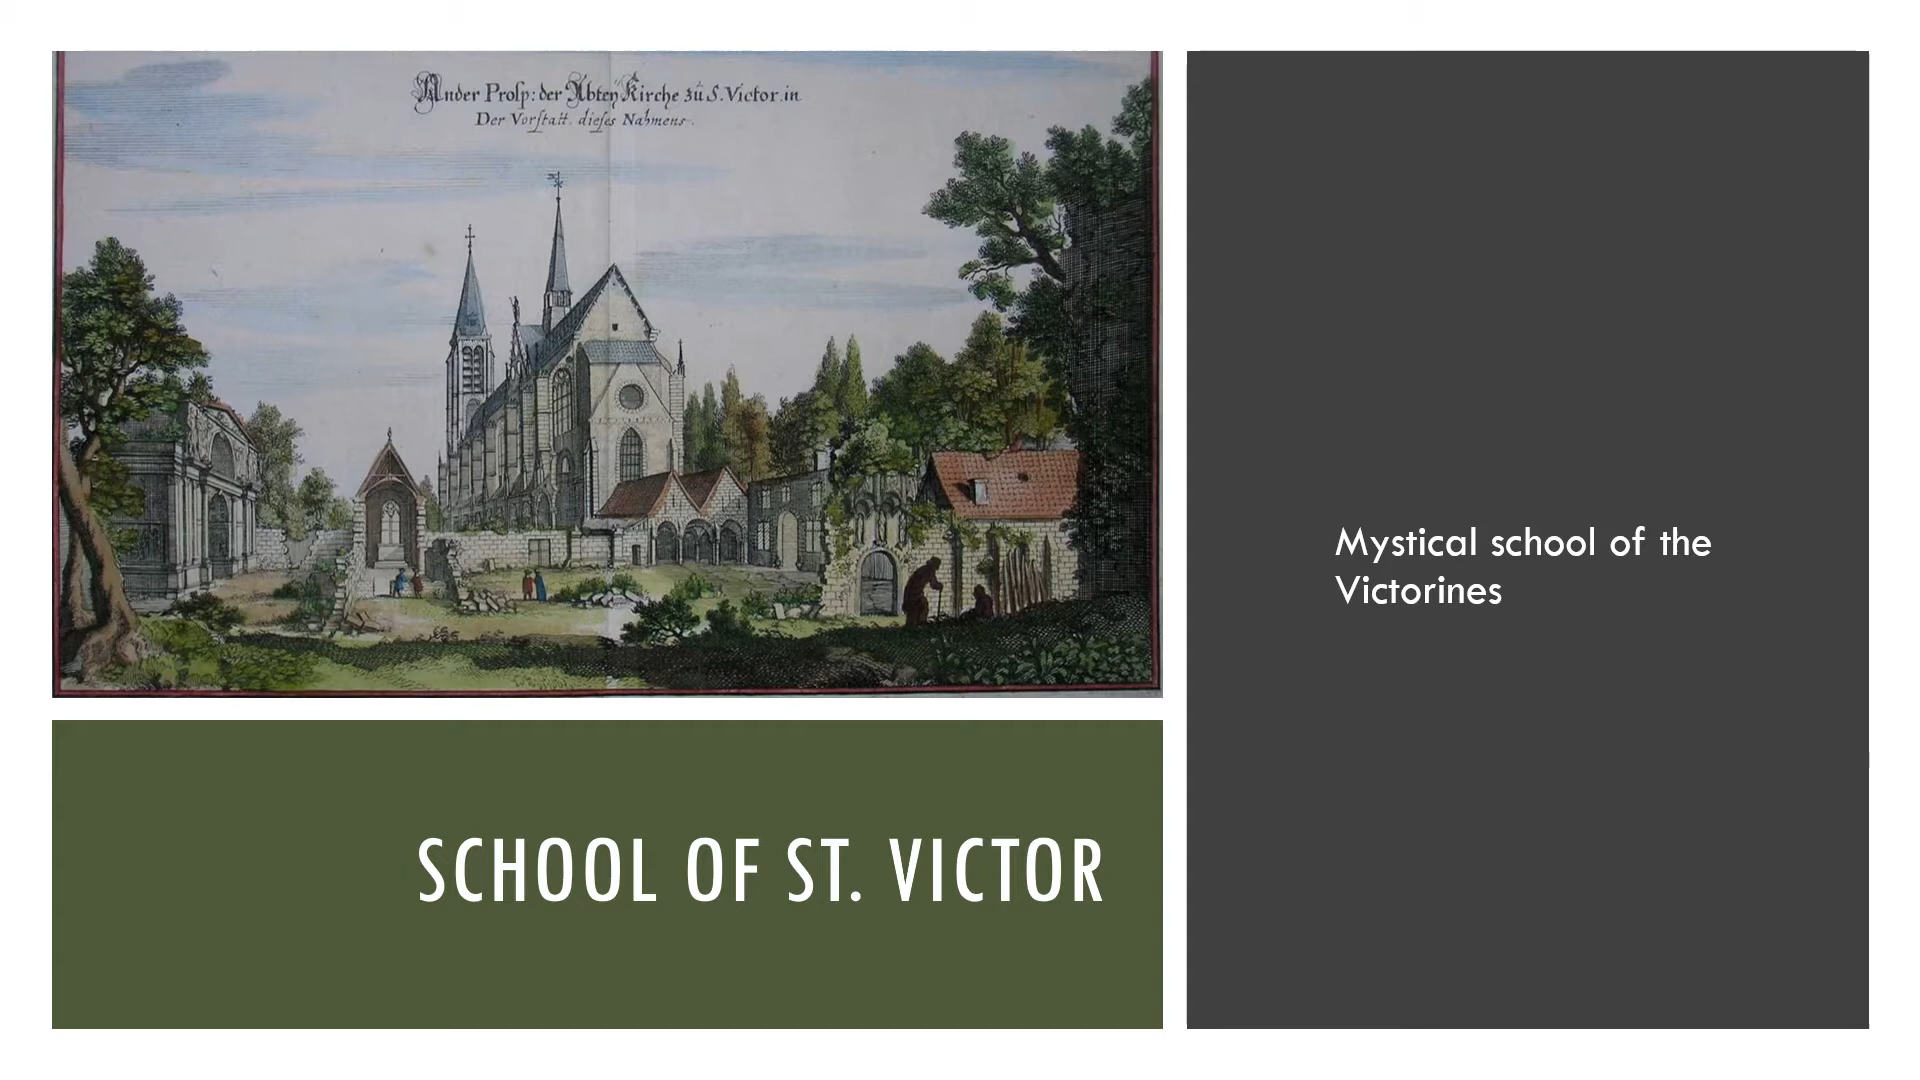 Ander Prosp: der Abtey Kirche zu S. Victor in
Der Vorstatt dieses Nahmens.
SCHOOL OF ST. VICTOR
Mystical school of the
Victorines